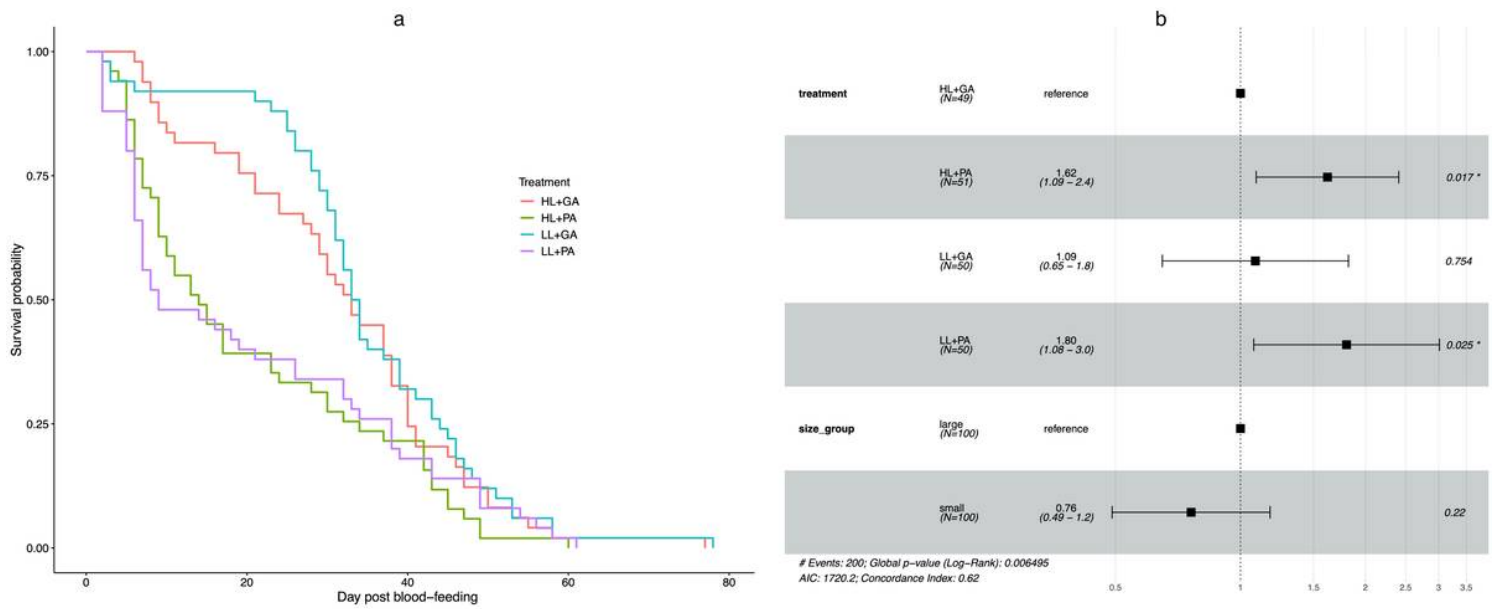 a
1.00
0.75
0.50
0.25
0.00
Survival probability
0
20
40
60
80
Day post blood−feeding
Treatment
HL+GA
HL+PA
LL+GA
LL+PA
b
treatment
HL+GA
(N=49)
reference
HL+PA
(N=51)
1.62
(1.09 − 2.4)
0.017 *
LL+GA
(N=50)
1.09
(0.65 − 1.8)
0.754
LL+PA
(N=50)
1.80
(1.08 − 3.0)
0.025 *
size_group
large
(N=100)
reference
small
(N=100)
0.76
(0.49 − 1.2)
0.22
# Events: 200; Global p−value (Log−Rank): 0.006495
AIC: 1720.2; Concordance Index: 0.62
0.5
1
1.5
2
2.5
3
3.5